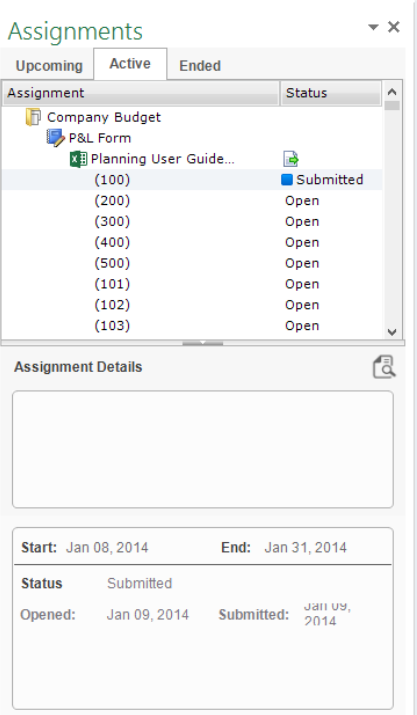 Assignments
Upcoming Active Ended
Assignment Status
Company Budget
P&L Form
Planning User Guide...
(100) Submitted
(200) Open
(300) Open
(400) Open
(500) Open
(101) Open
(102) Open
(103) Open
Assignment Details
Start: Jan 08, 2014 End: Jan 31, 2014
Status Submitted
Opened: Jan 09, 2014 Submitted: Jan 09,
2014